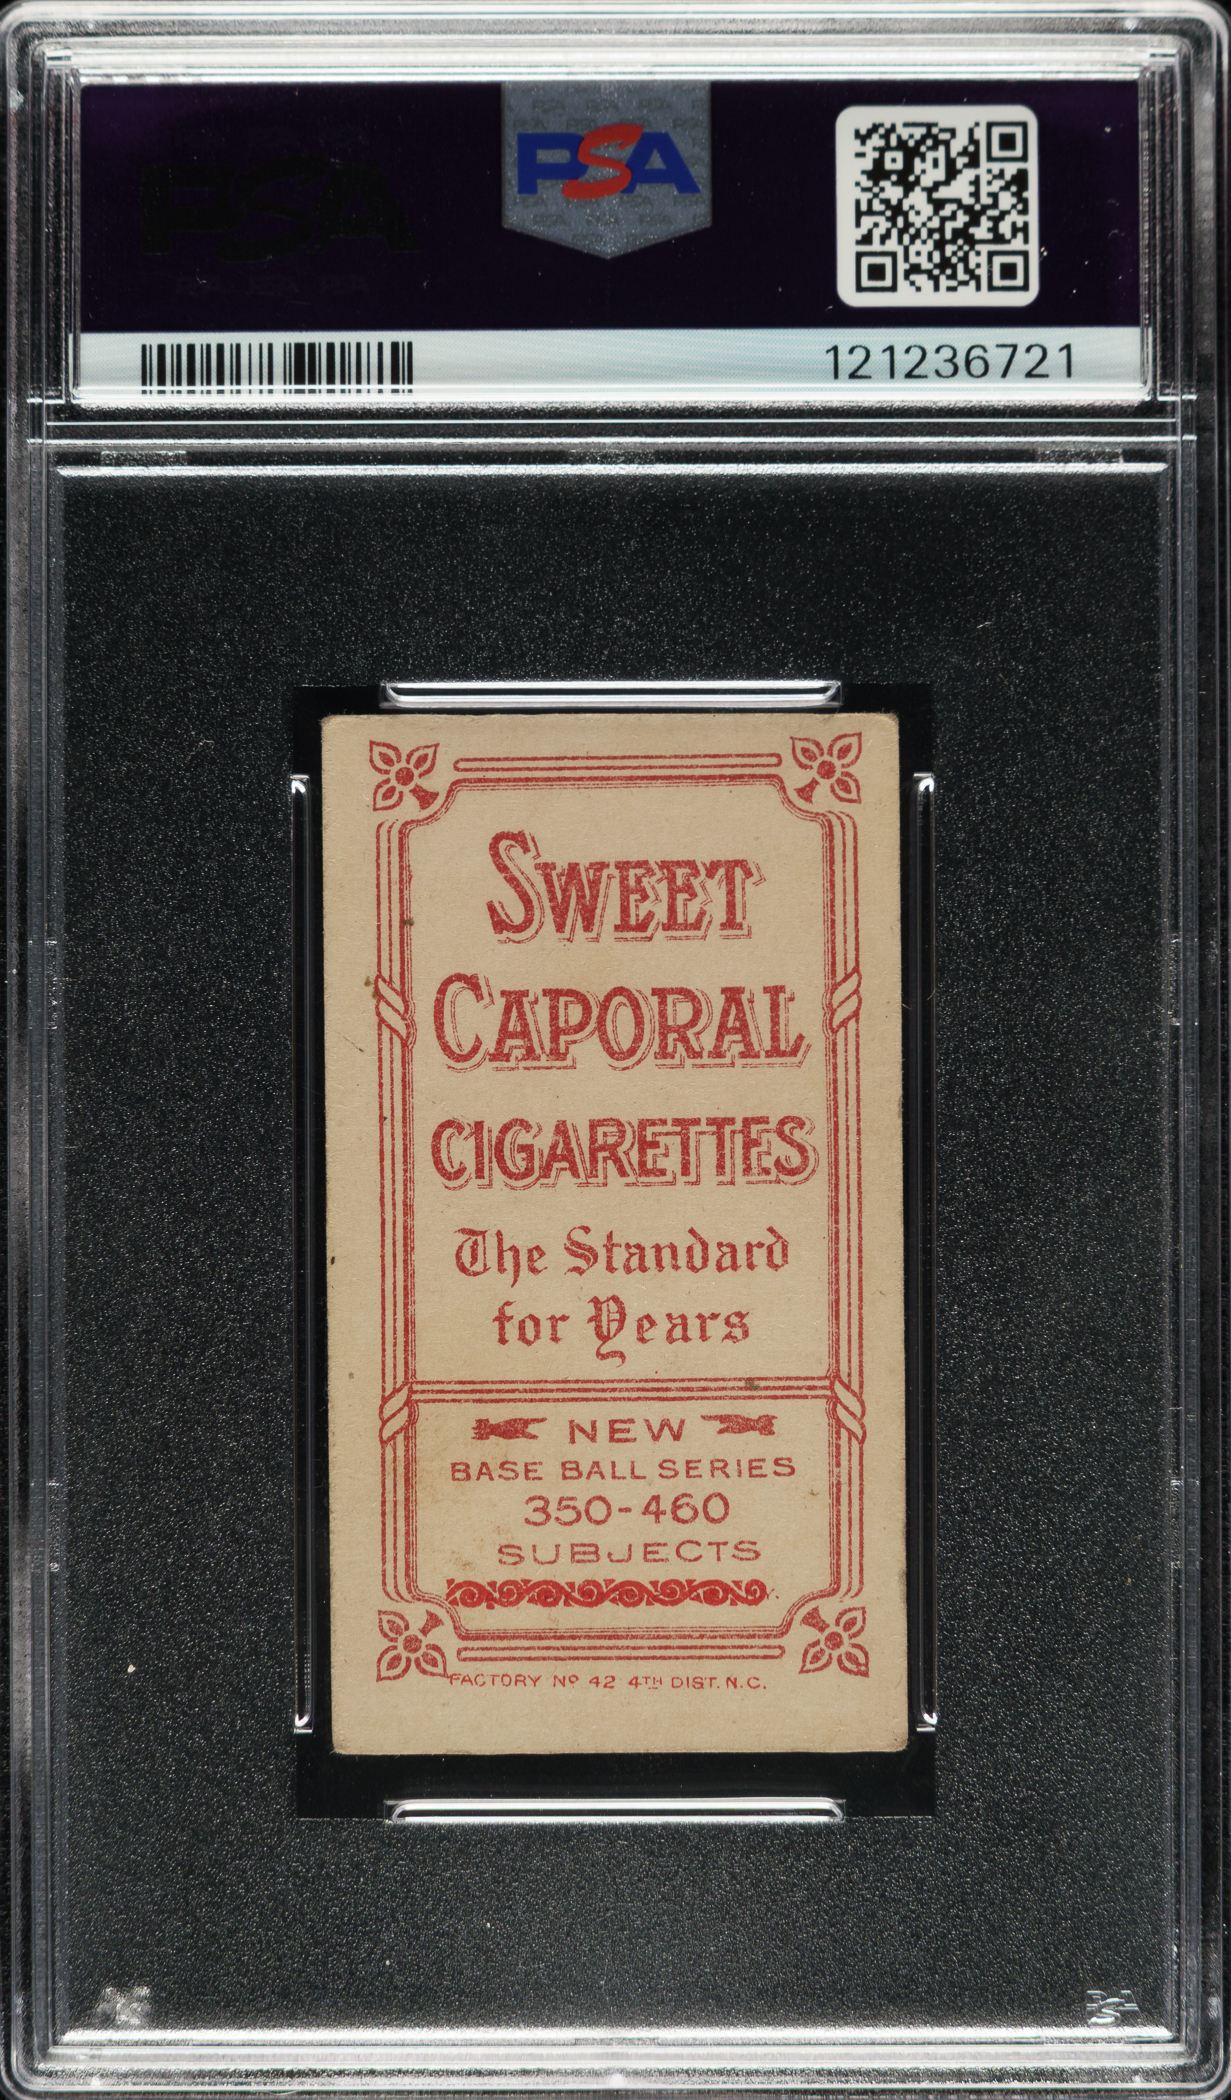 PSA
121236721
SWEET
CAPORAL
CIGARETTES
The Standard
for Years
NEW
BASE BALL SERIES
350-460
SUBJECTS
FACTORY Nº 42 4TH DIST. N.C.